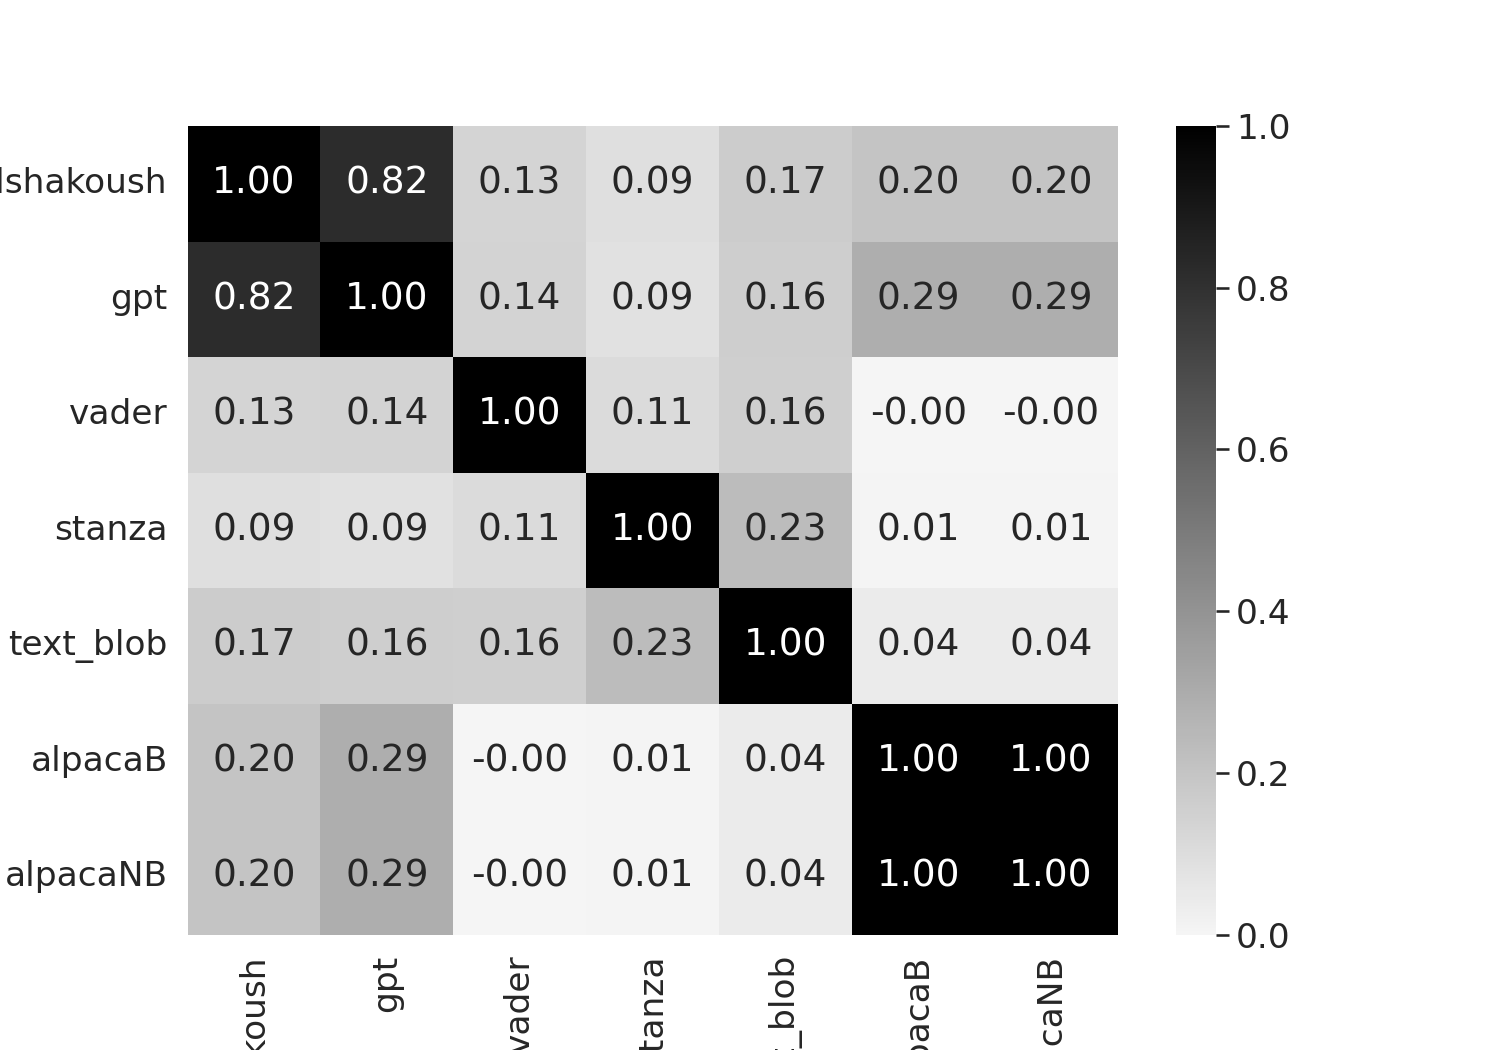 lshakoush 1.00 0.82 0.13 0.09 0.17 0.20 0.20
gpt 0.82 1.00 0.14 0.09 0.16 0.29 0.29
vader 0.13 0.14 1.00 0.11 0.16 -0.00 -0.00
stanza 0.09 0.09 0.11 1.00 0.23 0.01 0.01
text_blob 0.17 0.16 0.16 0.23 1.00 0.04 0.04
alpacaB 0.20 0.29 -0.00 0.01 0.04 1.00 1.00
alpacaNB 0.20 0.29 -0.00 0.01 0.04 1.00 1.00
koush gpt vader tanza t_blob pacaB caNB
1.0
0.8
0.6
0.4
0.2
0.0